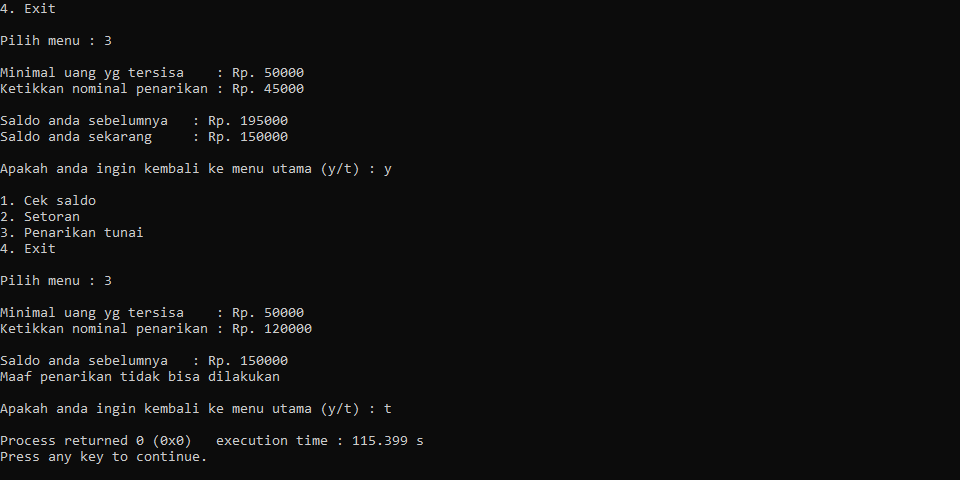 4. Exit
Pilih menu : 3
Minimal uang yg tersisa    : Rp. 50000
Ketikkan nominal penarikan : Rp. 45000
Saldo anda sebelumnya   : Rp. 195000
Saldo anda sekarang     : Rp. 150000
Apakah anda ingin kembali ke menu utama (y/t) : y
1. Cek saldo
2. Setoran
3. Penarikan tunai
4. Exit
Pilih menu : 3
Minimal uang yg tersisa    : Rp. 50000
Ketikkan nominal penarikan : Rp. 120000
Saldo anda sebelumnya   : Rp. 150000
Maaf penarikan tidak bisa dilakukan
Apakah anda ingin kembali ke menu utama (y/t) : t
Process returned 0 (0x0)   execution time : 115.399 s
Press any key to continue.